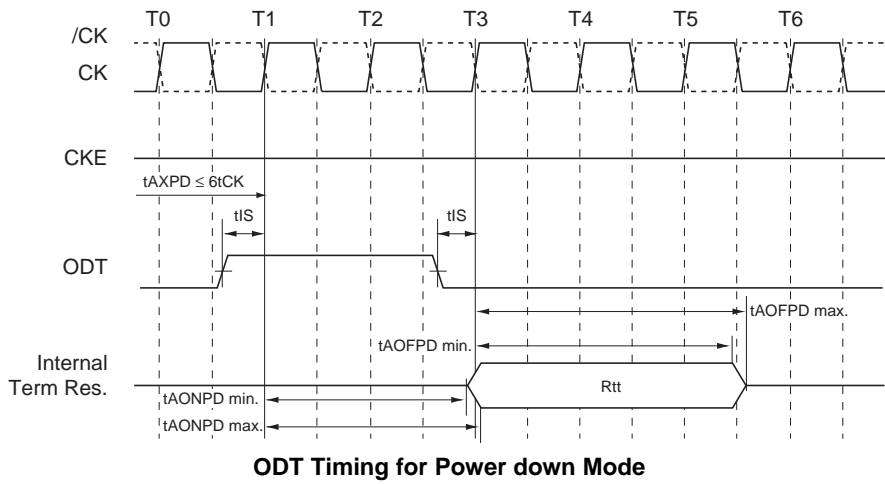 T0 T1 T2 T3 T4 T5 T6
/CK
CK
CKE
tAXPD ≤ 6tCK
tIS tIS
ODT
tAOFPD max.
tAOFPD min.
Internal
Term Res.
Rtt
tAONPD min.
tAONPD max.
ODT Timing for Power down Mode